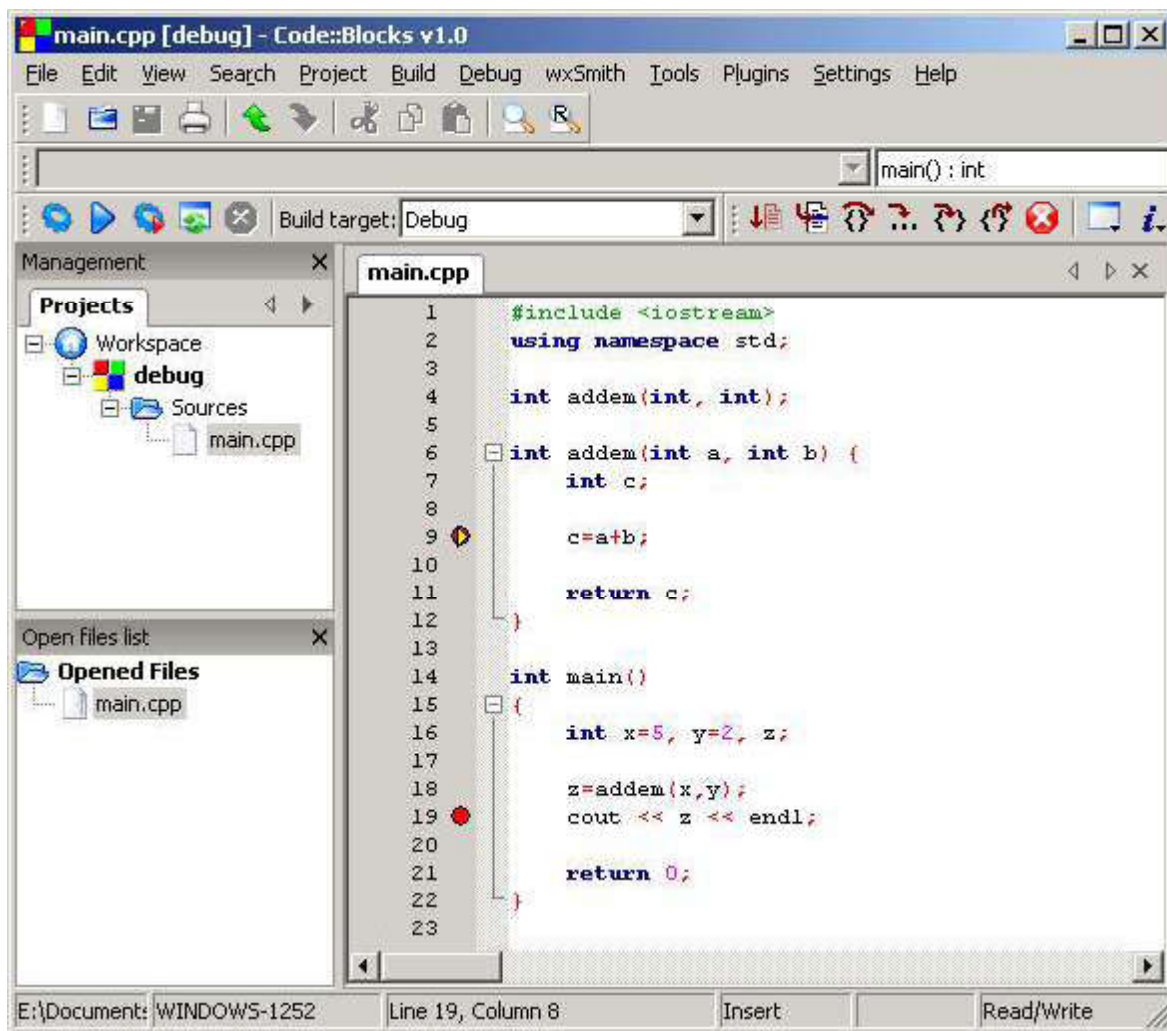 main.cpp [debug] - Code::Blocks v1.0
File Edit View Search Project Build Debug wxSmith Tools Plugins Settings Help
main() : int
Build target: Debug
Management
main.cpp
Projects
Workspace
debug
Sources
main.cpp
Open files list
Opened Files
main.cpp
1 #include <iostream>
2 using namespace std;
3
4 int addem(int, int);
5
6 int addem(int a, int b) {
7 int c;
8
9 c=a+b;
10
11 return c;
12 }
13
14 int main()
15 {
16 int x=5, y=2, z;
17
18 z=addem(x,y);
19 cout << z << endl;
20
21 return 0;
22 }
23
E:\Document: WINDOWS-1252 Line 19, Column 8 Insert Read/Write